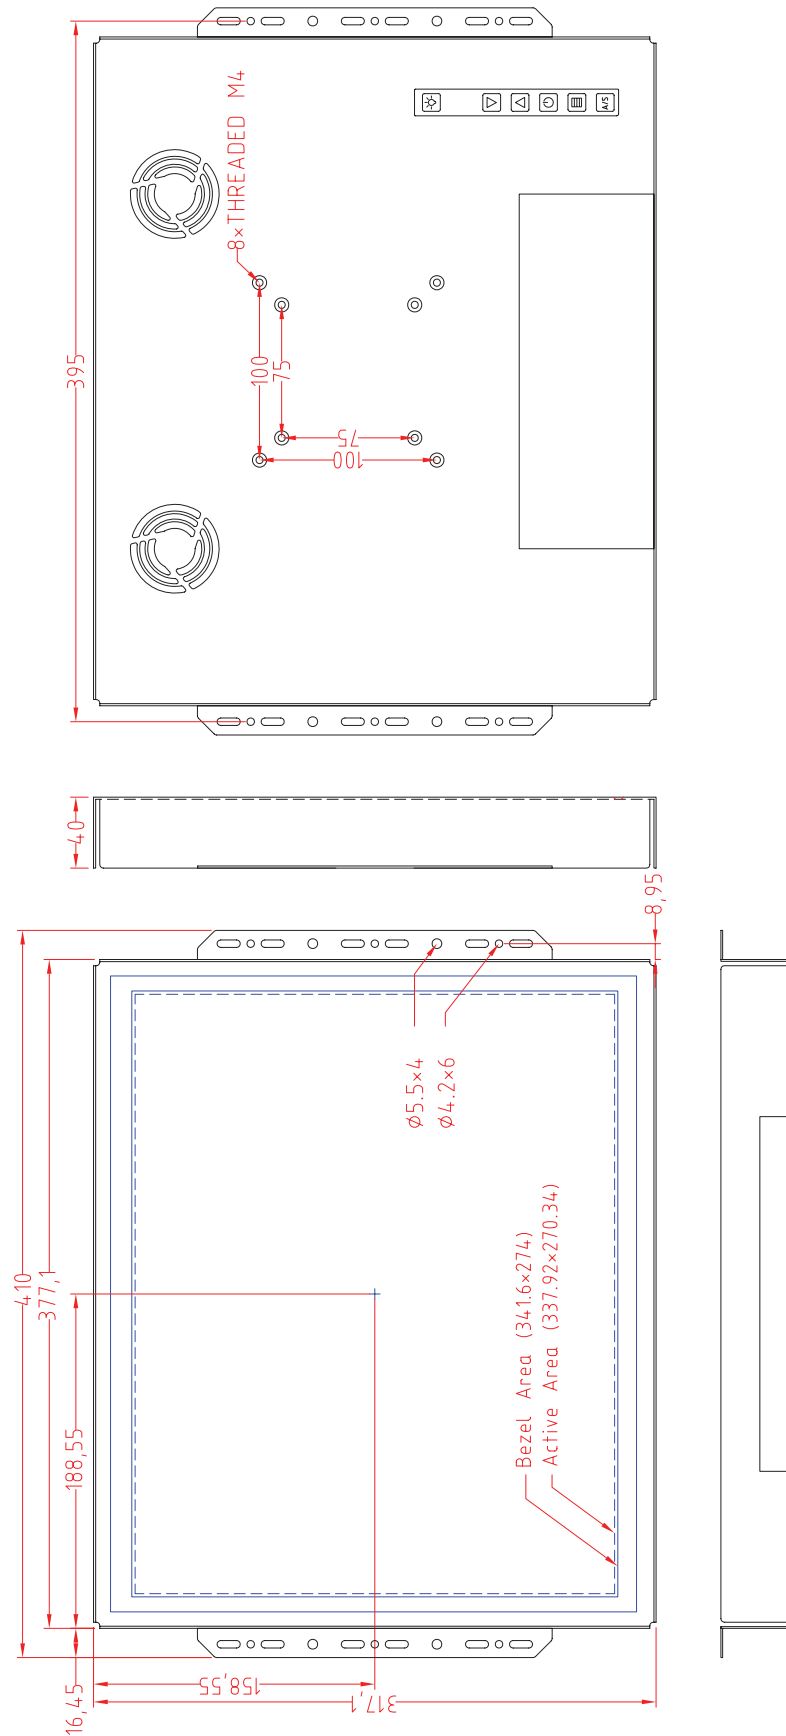 8×THREADED M4
A/S
395
100
75
75
100
40
8,95
410
377,1
Ø5.5×4
Ø4.2×6
188,55
Bezel Area (341.6×274)
Active Area (337.92×270.34)
16,45
158,55
317,1